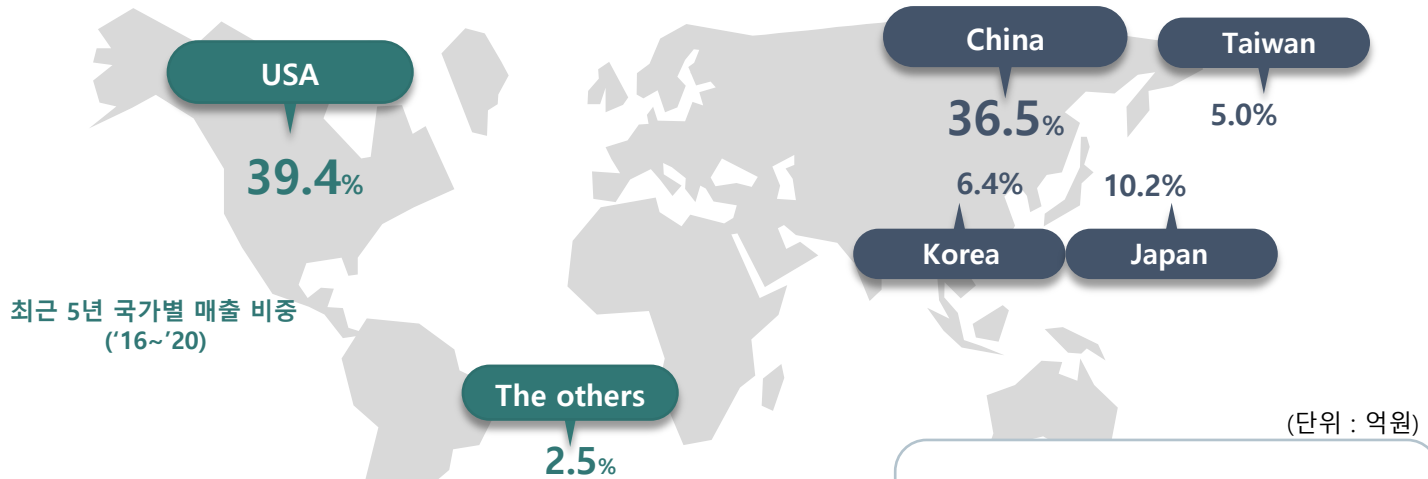 USA
39.4%
China
36.5%
Taiwan
5.0%
6.4%
Korea
10.2%
Japan
최근 5년 국가별 매출 비중
(‘16~’20)
The others
2.5%
(단위 : 억원)